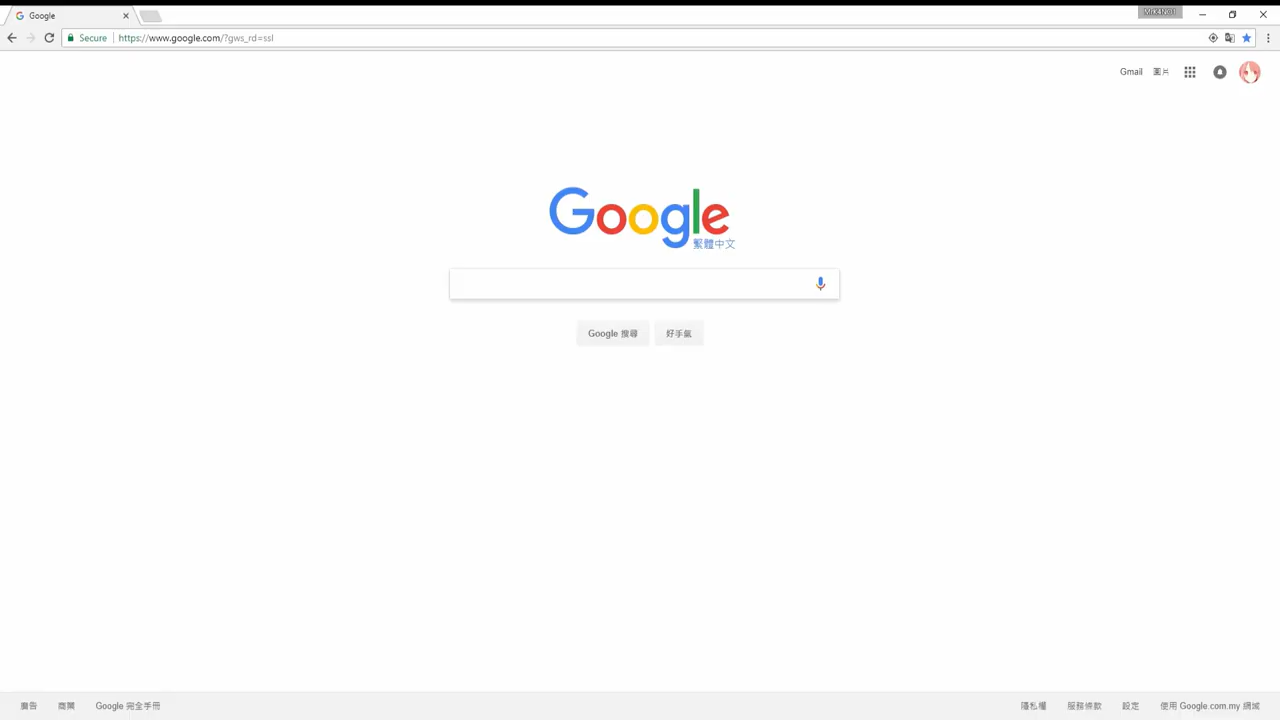 Google
MrK4NO1
Secure
https://www.google.com/?gws_rd=ssl
Gmail 圖片
Google
繁體中文
Google 搜尋
好手氣
廣告 商業 Google 完全手冊
隱私權 服務條款 設定 使用 Google.com.my 網域